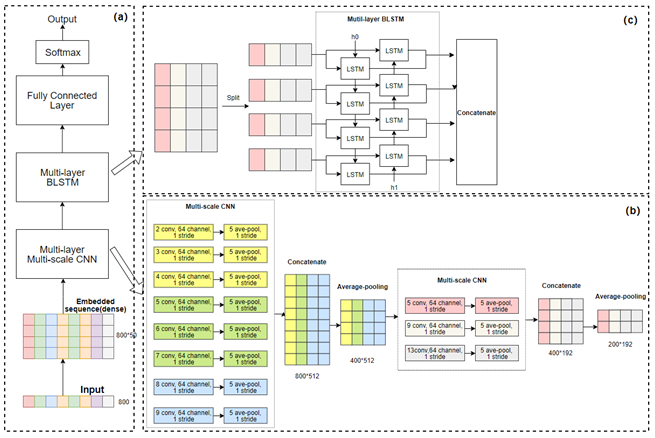 Output
(a)
Softmax
Fully Connected
Layer
Multi-layer
BLSTM
Multi-layer
Multi-scale CNN
Embedded
sequence(dense)
800*50
Input
800
(c)
Mutil-layer BLSTM
h0
Split
LSTM
LSTM
LSTM
LSTM
LSTM
LSTM
LSTM
LSTM
h1
Concatenate
(b)
Multi-scale CNN
2 conv, 64 channel,
1 stride
5 ave-pool,
1 stride
3 conv, 64 channel,
1 stride
5 ave-pool,
1 stride
4 conv, 64 channel,
1 stride
5 ave-pool,
1 stride
5 conv, 64 channel,
1 stride
5 ave-pool,
1 stride
6 conv, 64 channel,
1 stride
5 ave-pool,
1 stride
7 conv, 64 channel,
1 stride
5 ave-pool,
1 stride
8 conv, 64 channel,
1 stride
5 ave-pool,
1 stride
9 conv, 64 channel,
1 stride
5 ave-pool,
1 stride
Concatenate
800*512
Average-pooling
400*512
Multi-scale CNN
5 conv, 64 channel,
1 stride
5 ave-pool,
1 stride
9 conv, 64 channel,
1 stride
5 ave-pool,
1 stride
13conv,64 channel,
1 stride
5 ave-pool,
1 stride
Concatenate
400*192
Average-pooling
200*192